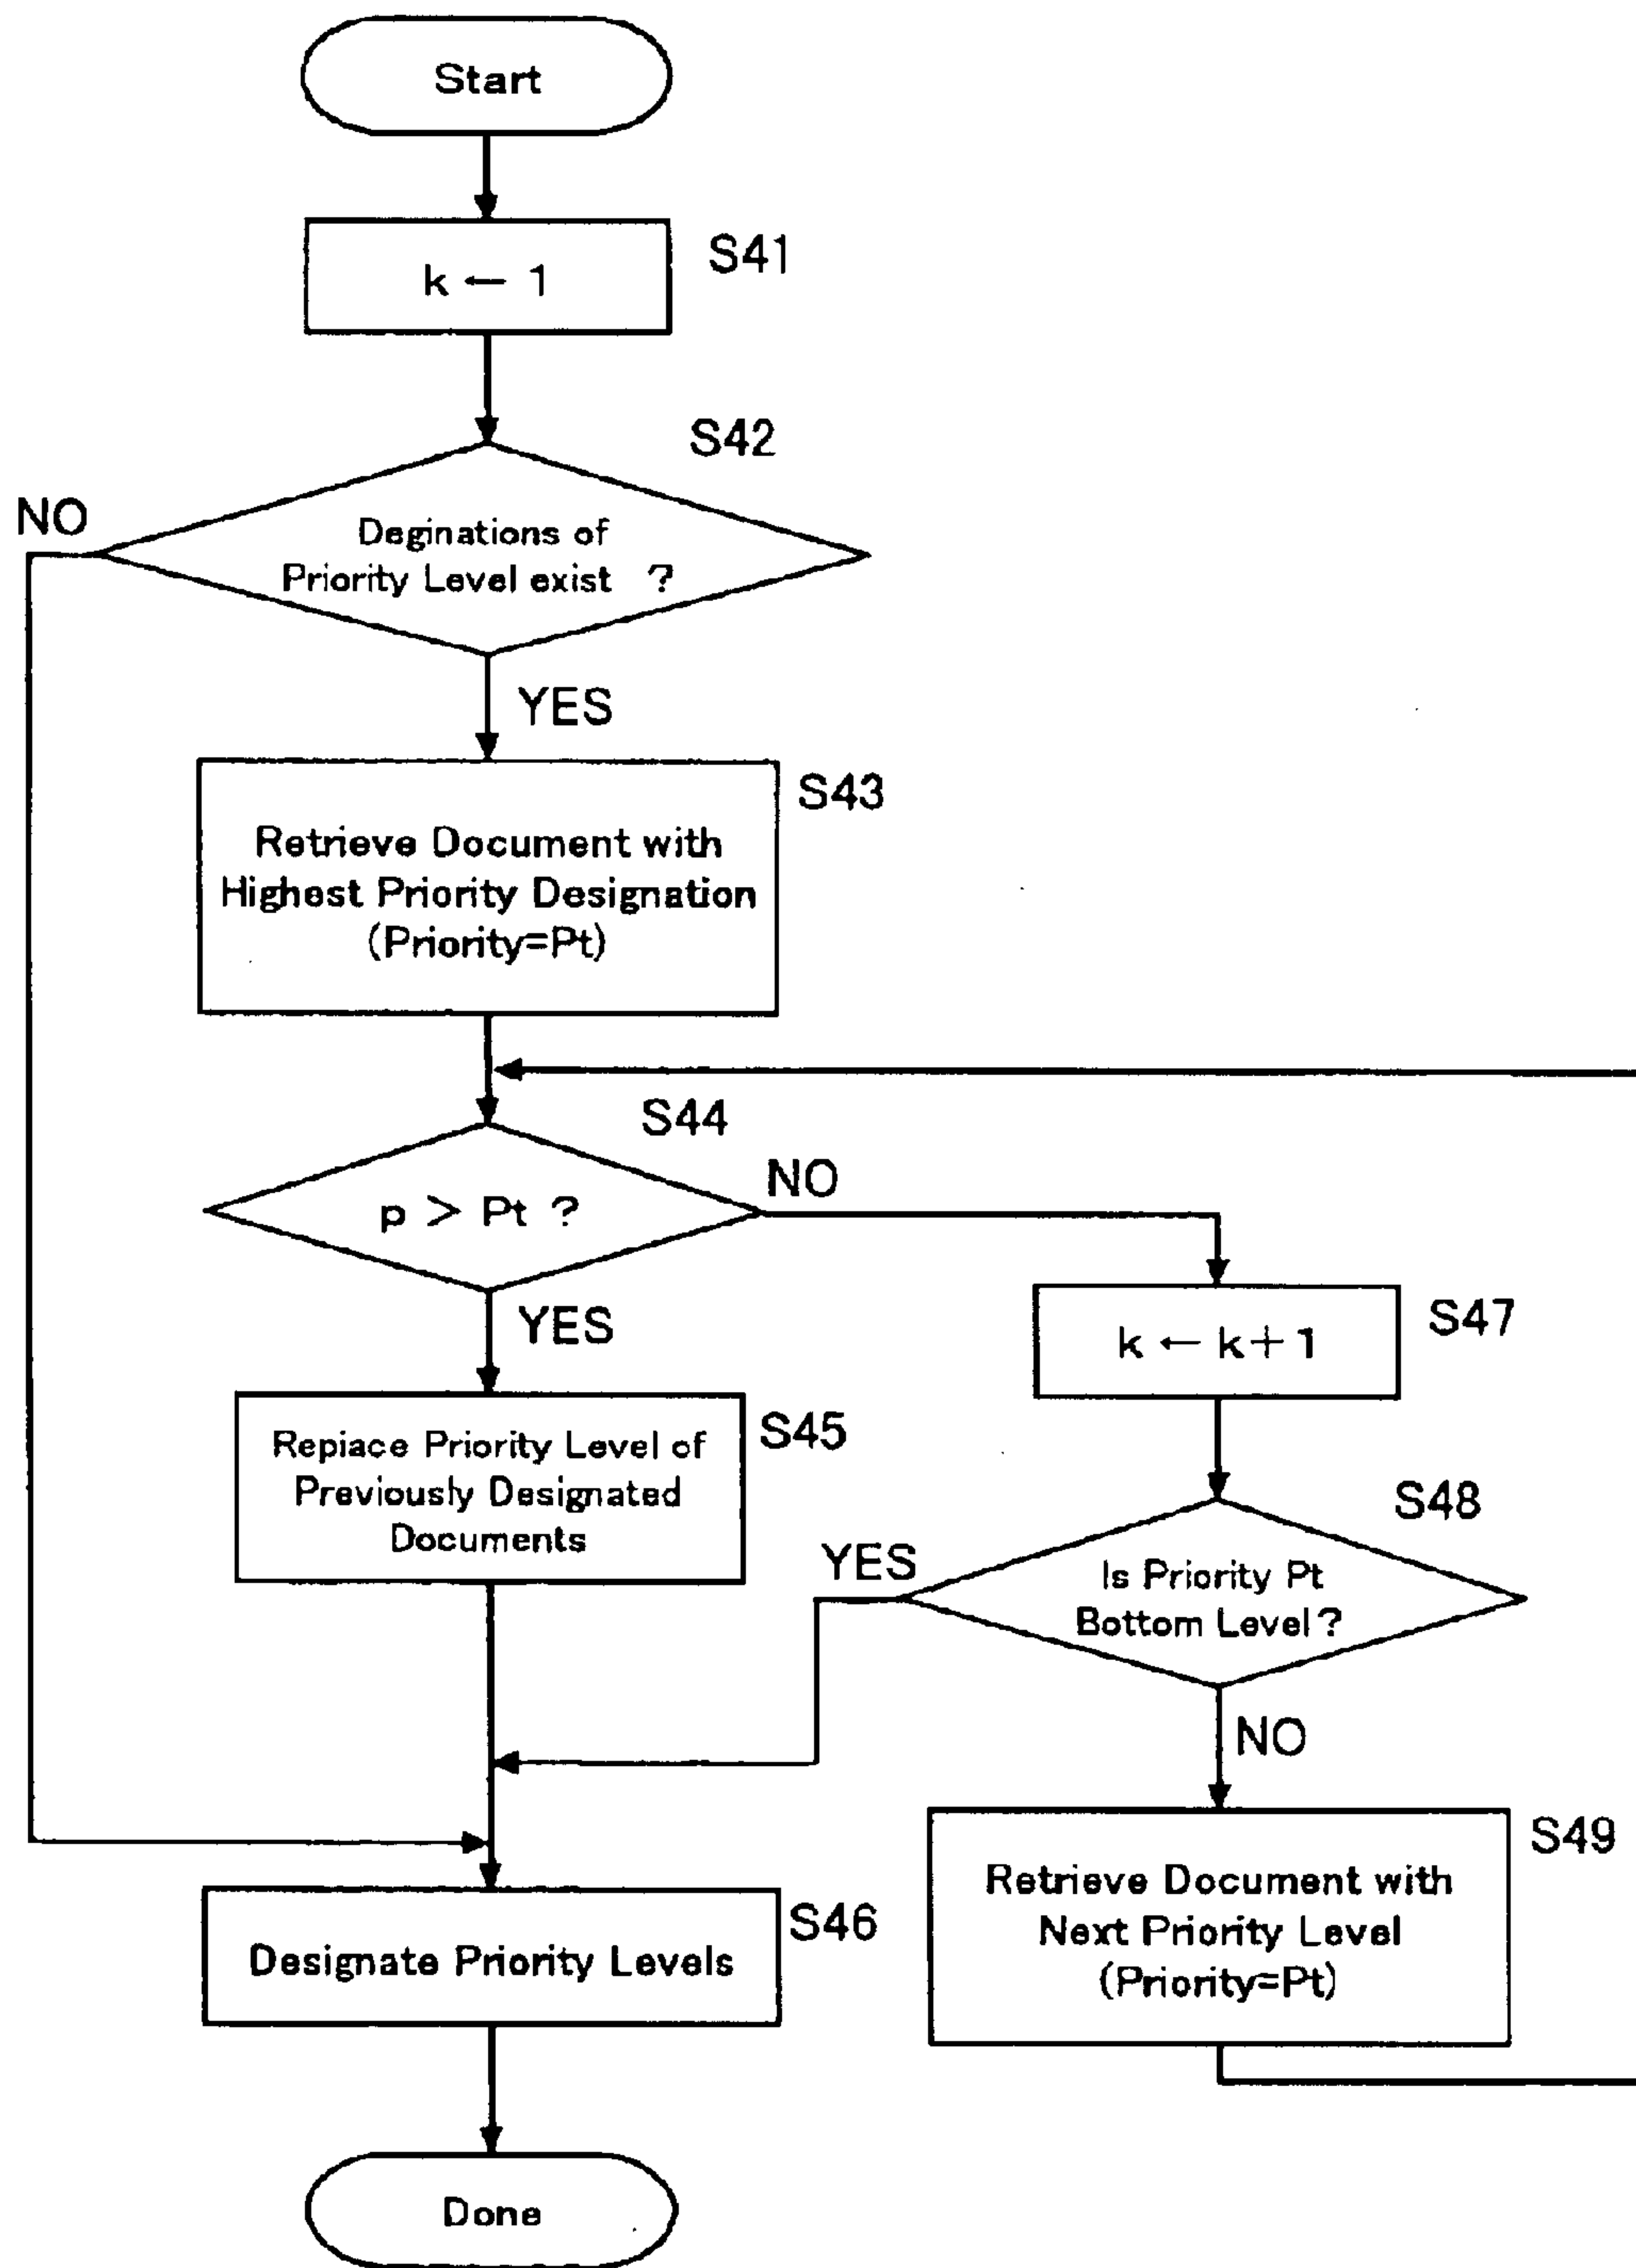 Start
S41
k ← 1
S42
NO
Deginations of
Priority Level exist ?
YES
S43
Retrieve Document with
Highest Priority Designation
(Priority=Pt)
S44
p > Pt ?
NO
YES
S47
k ← k+1
S45
Repiace Priority Level of
Previously Designated
Documents
S48
YES
Is Priority Pt
Bottom Level?
NO
S49
Retrieve Document with
Next Priority Level
(Priority=Pt)
S46
Designate Priority Levels
Done